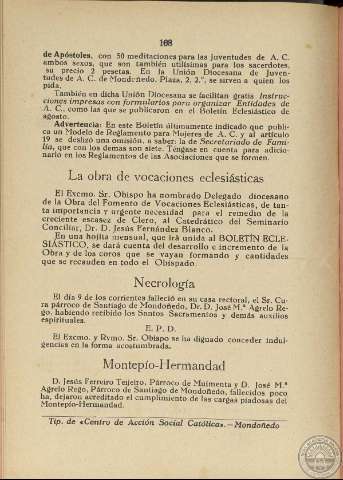 168
de Apóstoles, con 50 meditaciones para las juventudes de A. C.
ambos sexos, que son también utilísimas para los sacerdotes,
su precio 2 pesetas. En la Unión Diocesana de Juven-
tudes de A. C. de Mondoñedo, Plaza, 2, 2.º, se sirven a quien los
pida.
También en dicha Unión Diocesana se facilitan gratis Instruc-
ciones impresas con formularios para organizar Entidades de
A. C., como las que se publicaron en el Boletín Eclesiástico de
agosto.
Advertencia: En este Boletín últimamente indicado que publi-
ca un Modelo de Reglamento para Mujeres de A. C. y al artículo
19 se deslizó una omisión, a saber: la de Secretariado de Fami-
lia, que con los demás son siete. Téngase en cuenta para adicio-
narlo en los Reglamentos de las Asociaciones que se formen.
La obra de vocaciones eclesiásticas
El Excmo. Sr. Obispo ha nombrado Delegado diocesano
de la Obra del Fomento de Vocaciones Eclesiásticas, de tan-
ta importancia y urgente necesidad para el remedio de la
creciente escasez de Clero, al Catedrático del Seminario
Conciliar, Dr. D. Jesús Fernández Blanco.
En una hojita mensual, que irá unida al BOLETÍN ECLE-
SIÁSTICO, se dará cuenta del desarrollo e incremento de la
Obra y de los coros que se vayan formando y cantidades
que se recauden en todo el Obispado
Necrología
El día 9 de los corrientes falleció en su casa rectoral, el Sr. Cu-
ra párroco de Santiago de Mondoñedo, Dr. D. José M.ª Agrelo Re-
go, habiendo recibido los Santos Sacramentos y demás auxilios
espirituales.
E. P. D.
El Excmo. y Rvmo. Sr. Obispo se ha dignado conceder indul-
gencias en la forma acostumbrada.
Montepío-Hermandad
D. Jesús Ferreiro Teijeiro, Párroco de Muimenta y D. José M.ª
Agrelo Rego, Párroco de Santiago de Mondoñedo, fallecidos poco
ha, dejaron acreditado el cumplimiento de las cargas piadosas del
Montepío-Hermandad.
Tip. de «Centro de Acción Social Católica».—Mondoñedo